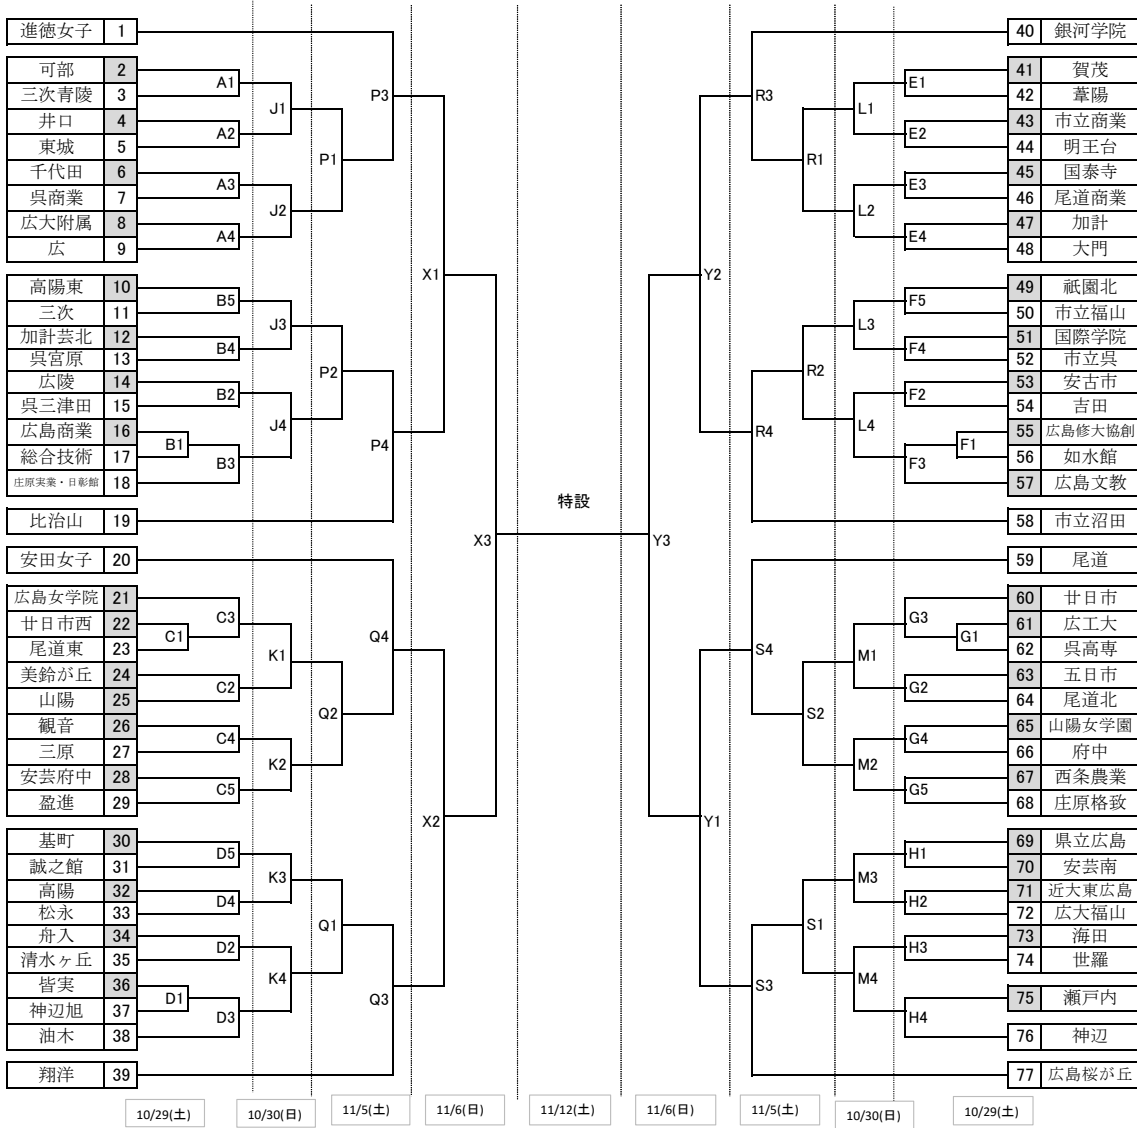 進徳女子 1
可部 2
三次青陵 3
井口 4
東城 5
千代田 6
呉商業 7
広大附属 8
広 9
高陽東 10
三次 11
加計芸北 12
呉宮原 13
広陵 14
呉三津田 15
広島商業 16
総合技術 17
庄原実業・日彰館 18
比治山 19
安田女子 20
広島女学院 21
廿日市西 22
尾道東 23
美鈴が丘 24
山陽 25
観音 26
三原 27
安芸府中 28
盈進 29
基町 30
誠之館 31
高陽 32
松永 33
舟入 34
清水ヶ丘 35
皆実 36
神辺旭 37
油木 38
翔洋 39
A1
A2
A3
A4
B5
B4
B2
B1
B3
C3
C1
C2
C4
C5
D5
D4
D2
D1
D3
J1
J2
J3
J4
K1
K2
K3
K4
P3
P1
P2
P4
Q4
Q2
Q1
Q3
X1
X2
X3
特設
Y3
Y2
Y1
R3
R1
R2
R4
S4
S2
S1
S3
L1
L2
L3
L4
M1
M2
M3
M4
E1
E2
E3
E4
F5
F4
F2
F1
F3
G3
G1
G2
G4
G5
H1
H2
H3
H4
40 銀河学院
41 賀茂
42 葦陽
43 市立商業
44 明王台
45 国泰寺
46 尾道商業
47 加計
48 大門
49 祇園北
50 市立福山
51 国際学院
52 市立呉
53 安古市
54 吉田
55 広島修大協創
56 如水館
57 広島文教
58 市立沼田
59 尾道
60 廿日市
61 広工大
62 呉高専
63 五日市
64 尾道北
65 山陽女学園
66 府中
67 西条農業
68 庄原格致
69 県立広島
70 安芸南
71 近大東広島
72 広大福山
73 海田
74 世羅
75 瀬戸内
76 神辺
77 広島桜が丘
10/29(土) 10/30(日) 11/5(土) 11/6(日) 11/12(土) 11/6(日) 11/5(土) 10/30(日) 10/29(土)